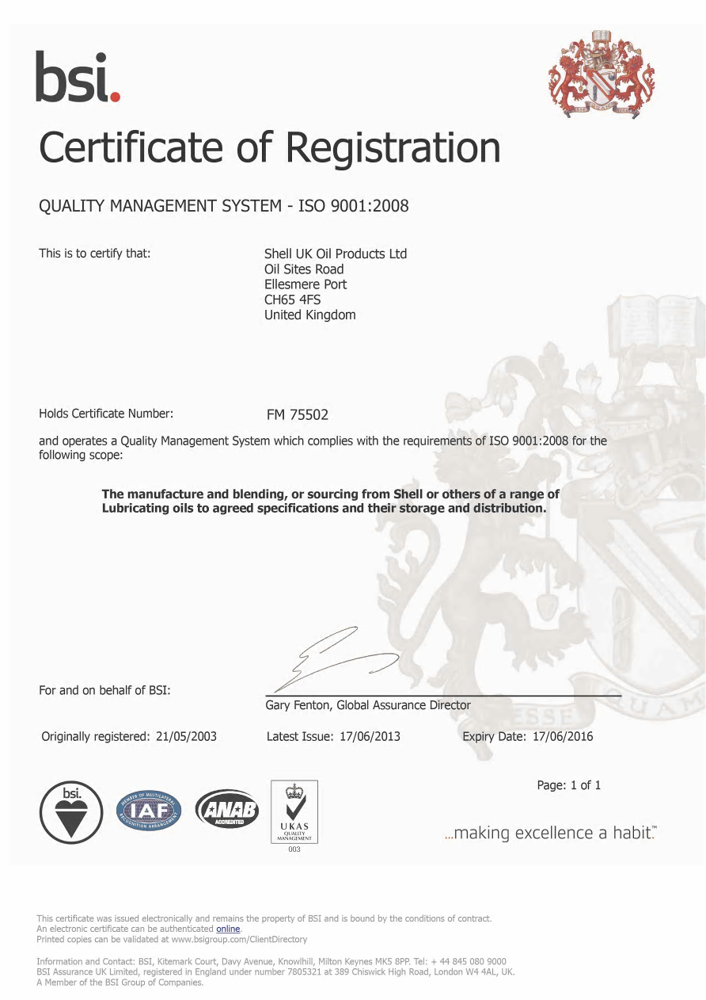 bsi.
Certificate of Registration
QUALITY MANAGEMENT SYSTEM - ISO 9001:2008
This is to certify that:
Shell UK Oil Products Ltd
Oil Sites Road
Ellesmere Port
CH65 4FS
United Kingdom
Holds Certificate Number:
FM 75502
and operates a Quality Management System which complies with the requirements of ISO 9001:2008 for the
following scope:
The manufacture and blending, or sourcing from Shell or others of a range of
Lubricating oils to agreed specifications and their storage and distribution.
For and on behalf of BSI:
Gary Fenton, Global Assurance Director
ESSE
QUAM
Originally registered: 21/05/2003
Latest Issue: 17/06/2013
Expiry Date: 17/06/2016
Page: 1 of 1
bsi.
MEMBER OF MULTILATERAL
IAF
RECOGNITION ARRANGEMENT
ANAB
ACCREDITED
UKAS
QUALITY
MANAGEMENT
003
...making excellence a habit.™
This certificate was issued electronically and remains the property of BSI and is bound by the conditions of contract.
An electronic certificate can be authenticated online.
Printed copies can be validated at www.bsigroup.com/ClientDirectory
Information and Contact: BSI, Kitemark Court, Davy Avenue, Knowlhill, Milton Keynes MK5 8PP. Tel: + 44 845 080 9000
BSI Assurance UK Limited, registered in England under number 7805321 at 389 Chiswick High Road, London W4 4AL, UK.
A Member of the BSI Group of Companies.